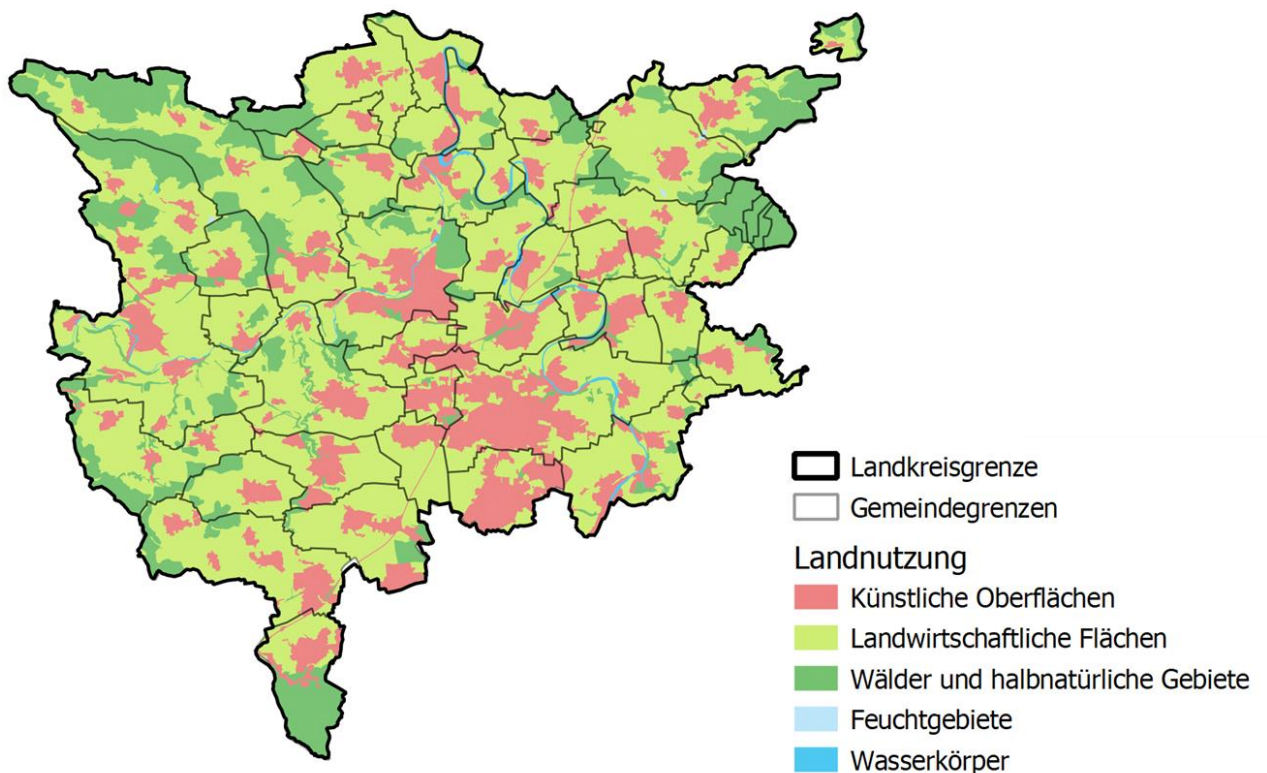 Landkreisgrenze
Gemeindegrenzen
Landnutzung
Künstliche Oberflächen
Landwirtschaftliche Flächen
Wälder und halbnatürliche Gebiete
Feuchtgebiete
Wasserkörper